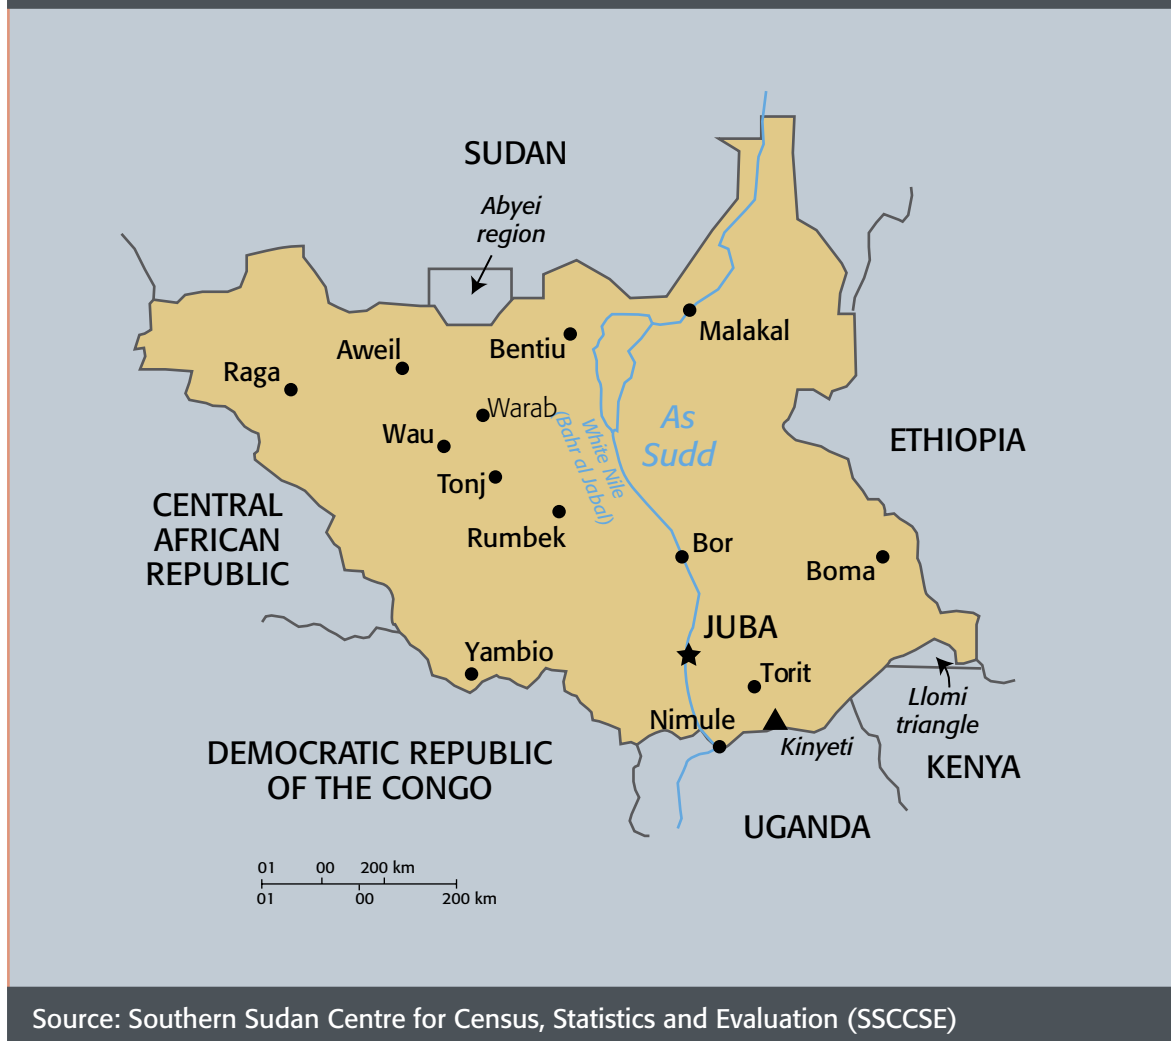 SUDAN
Abyei
region
Malakal
Bentiu
Aweil
Raga
Warab
Wau
As
Sudd
White Nile
(Bahr al Jabal)
ETHIOPIA
Tonj
CENTRAL
AFRICAN
REPUBLIC
Rumbek
Bor
Boma
JUBA
Yambio
Torit
Llomi
triangle
Nimule
Kinyeti
DEMOCRATIC REPUBLIC
OF THE CONGO
KENYA
UGANDA
01 00 200 km
01 00 200 km
Source: Southern Sudan Centre for Census, Statistics and Evaluation (SSCCSE)